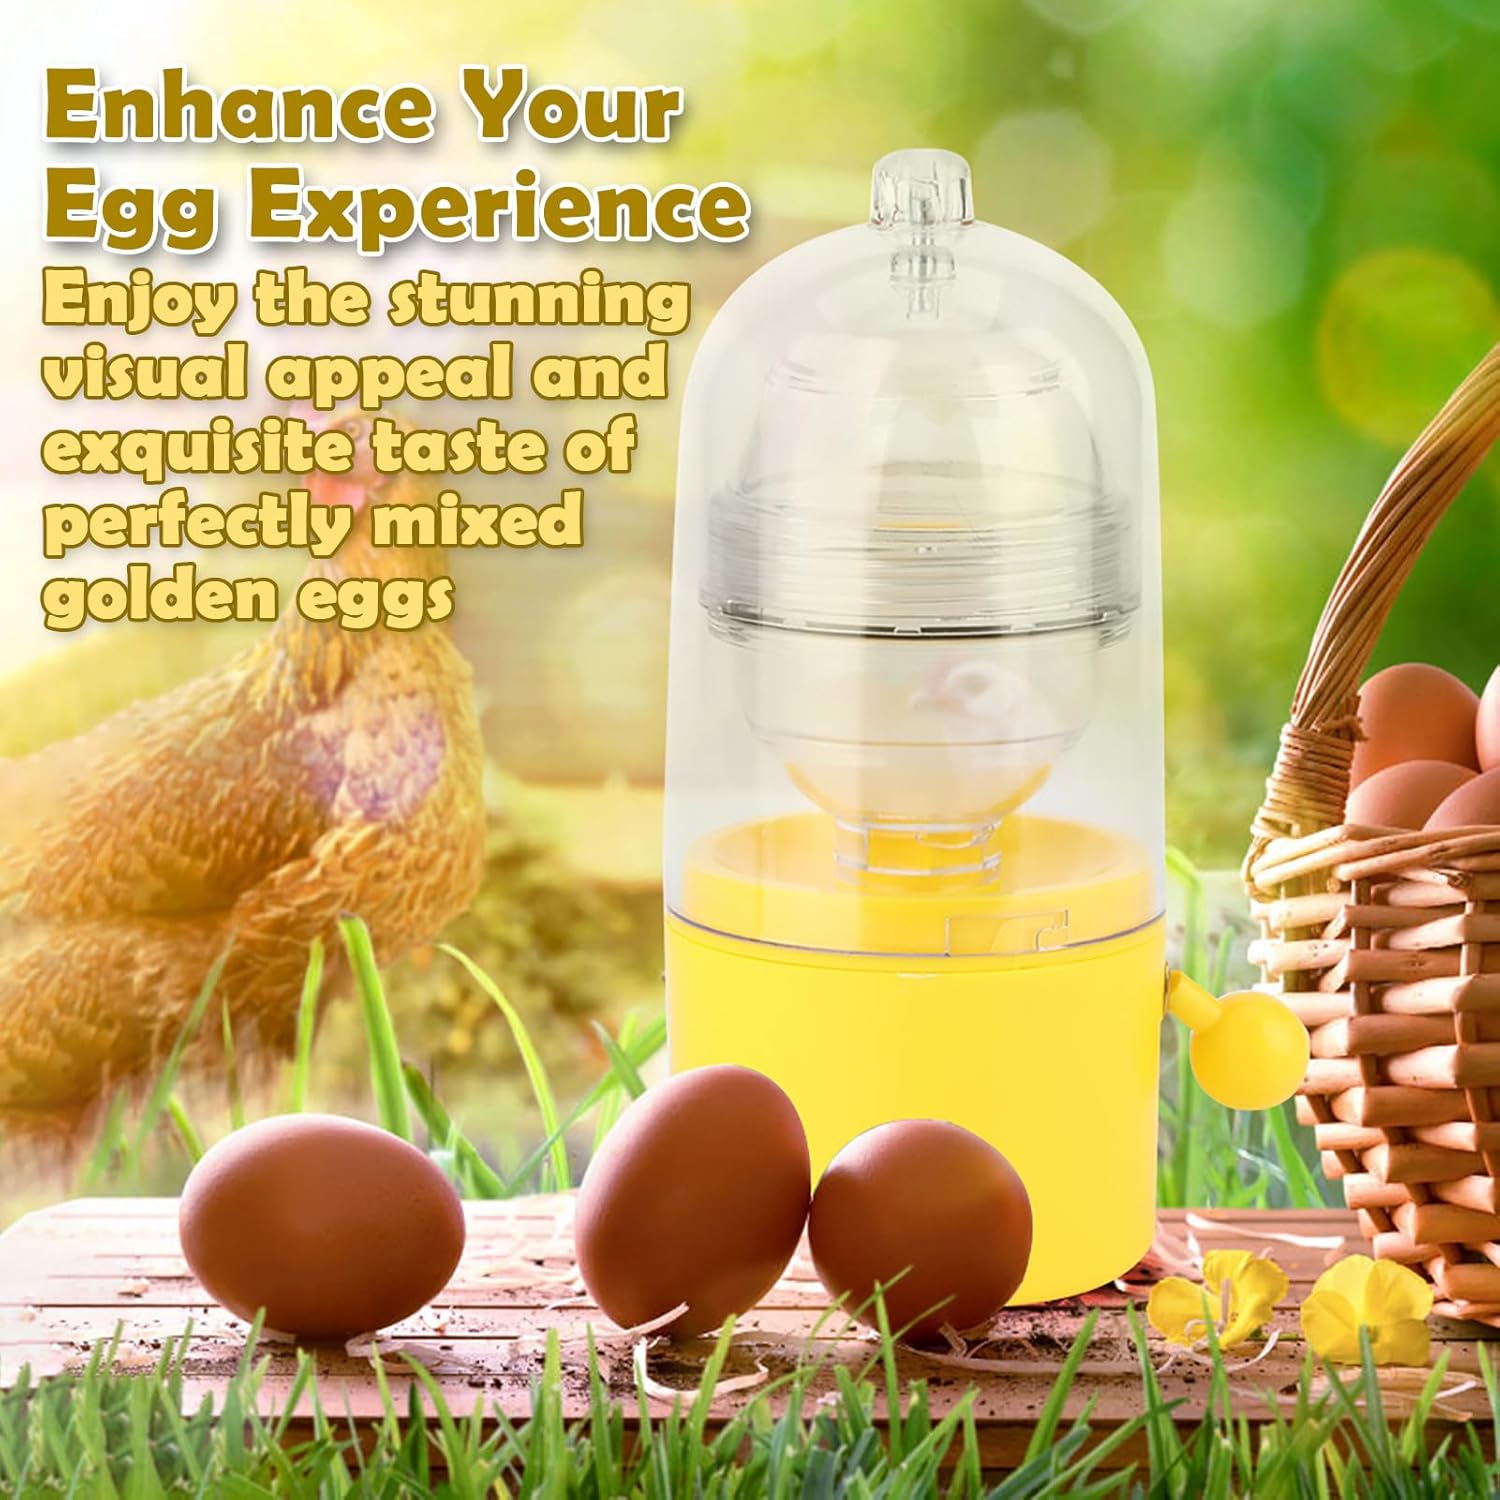 Enhance Your
Egg Experience
Enjoy the stunning
visual appeal and
exquisite taste of
perfectly mixed
golden eggs